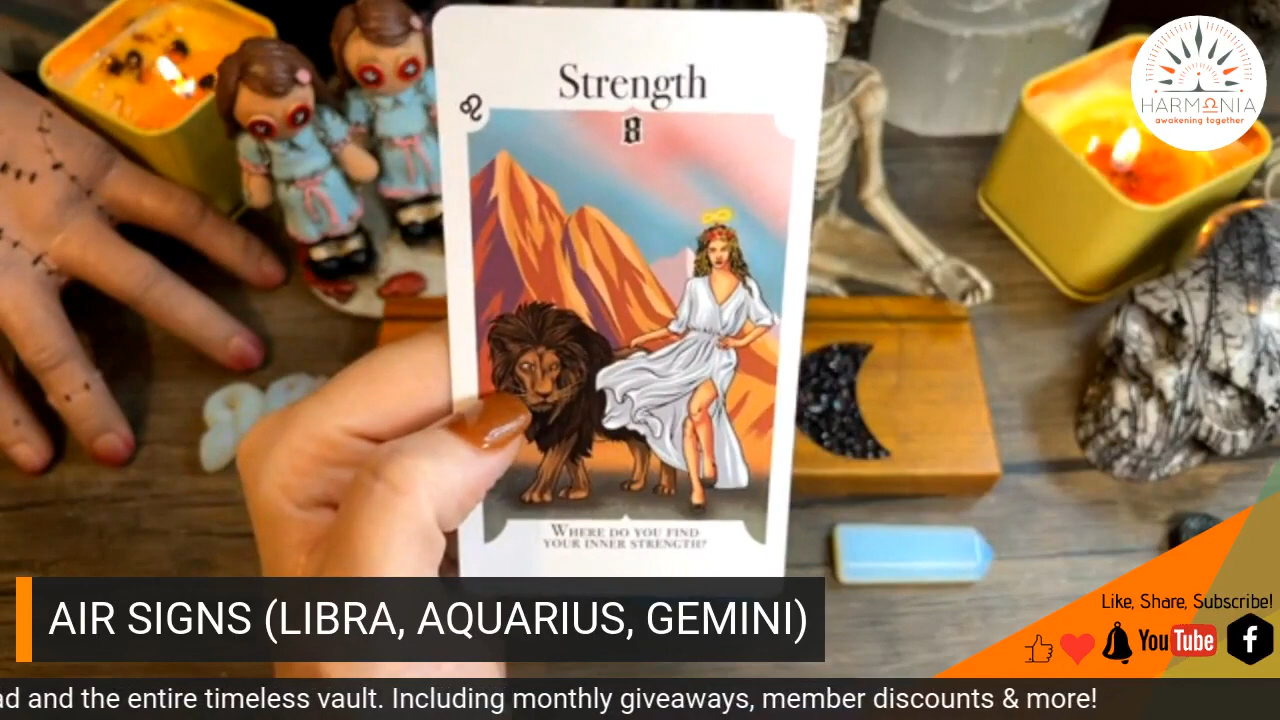 Strength
8
WHERE DO YOU FIND
YOUR INNER STRENGTH?
HARMONIA
awakening together
AIR SIGNS (LIBRA, AQUARIUS, GEMINI)
Like, Share, Subscribe!
YouTube
and the entire timeless vault. Including monthly giveaways, member discounts & more!